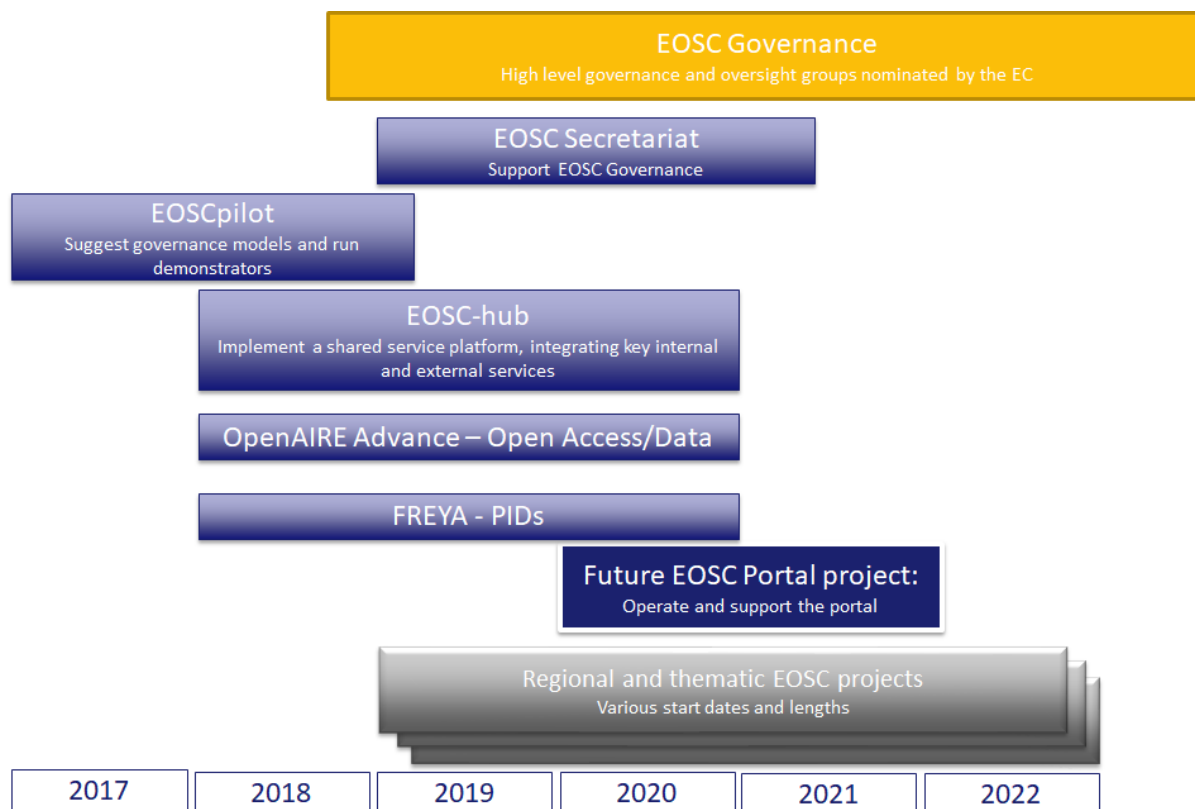 EOSC Governance
High level governance and oversight groups nominated by the EC
EOSC Secretariat
Support EOSC Governance
EOSCpilot
Suggest governance models and run
demonstrators
EOSC-hub
Implement a shared service platform, integrating key internal
and external services
OpenAIRE Advance – Open Access/Data
FREYA - PIDs
Future EOSC Portal project:
Operate and support the portal
Regional and thematic EOSC projects
Various start dates and lengths
2017 2018 2019 2020 2021 2022